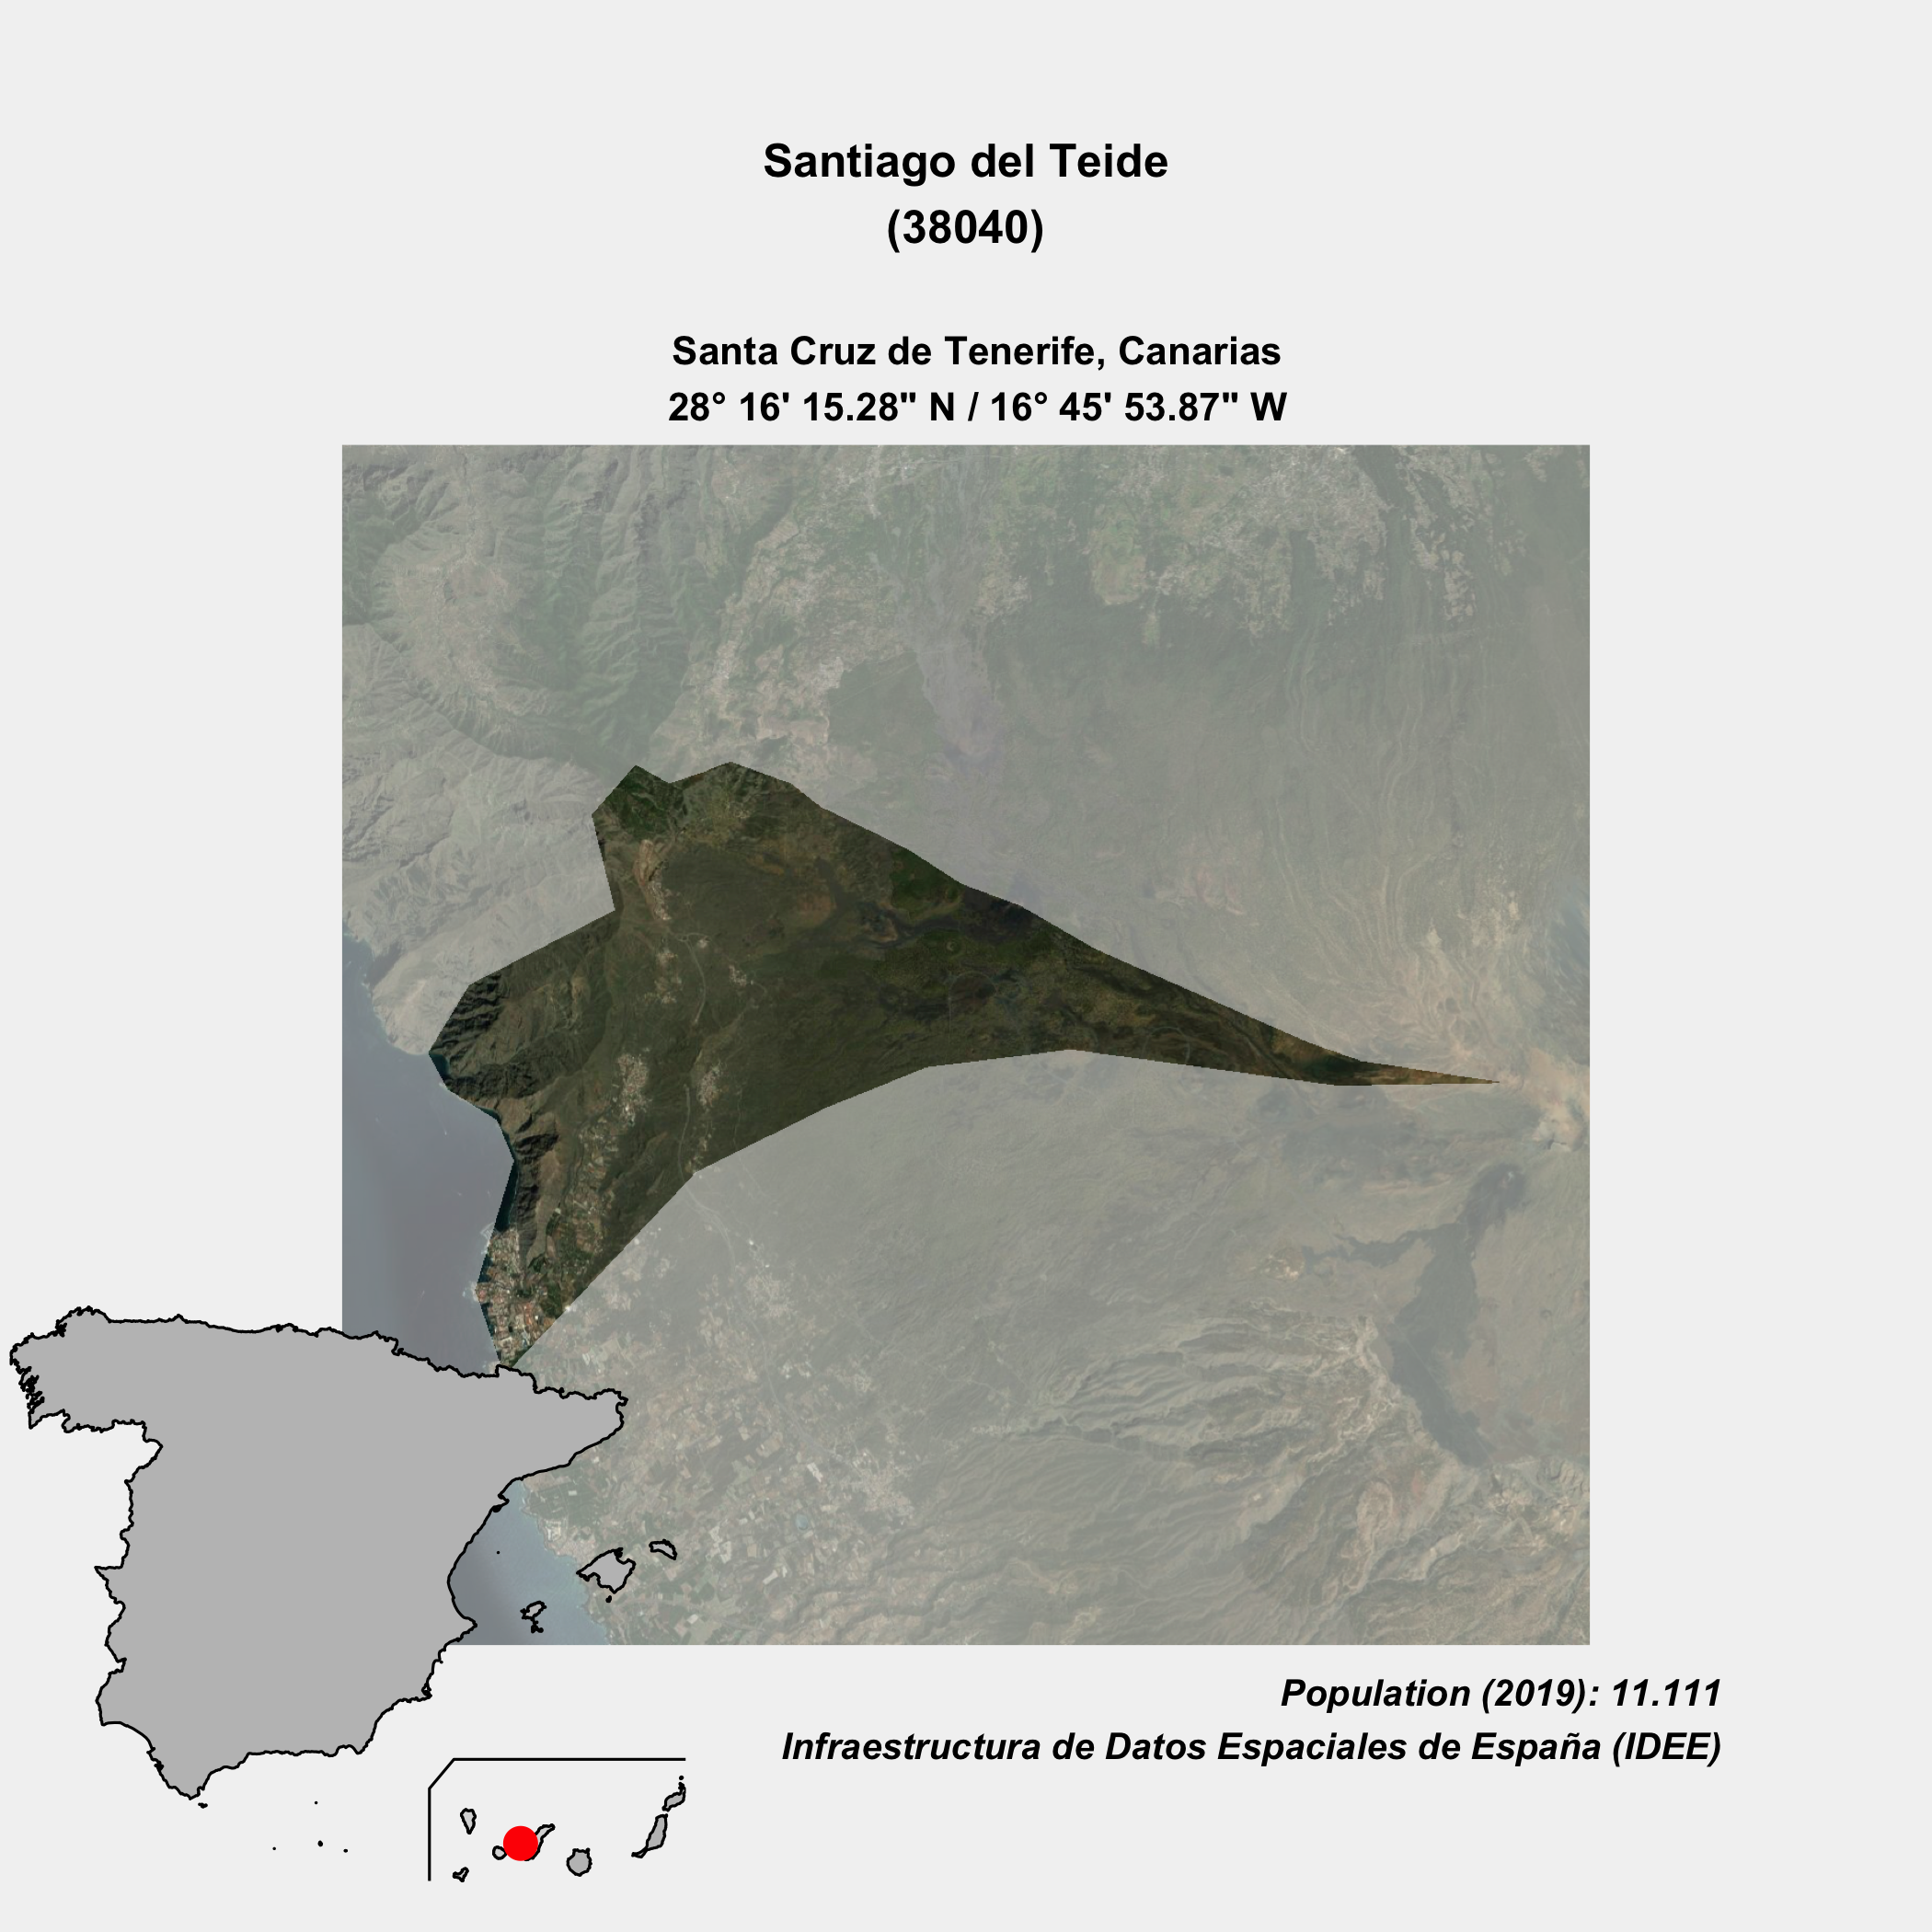 Santiago del Teide
(38040)
Santa Cruz de Tenerife, Canarias
28° 16' 15.28" N / 16° 45' 53.87" W
Population (2019): 11.111
Infraestructura de Datos Espaciales de España (IDEE)